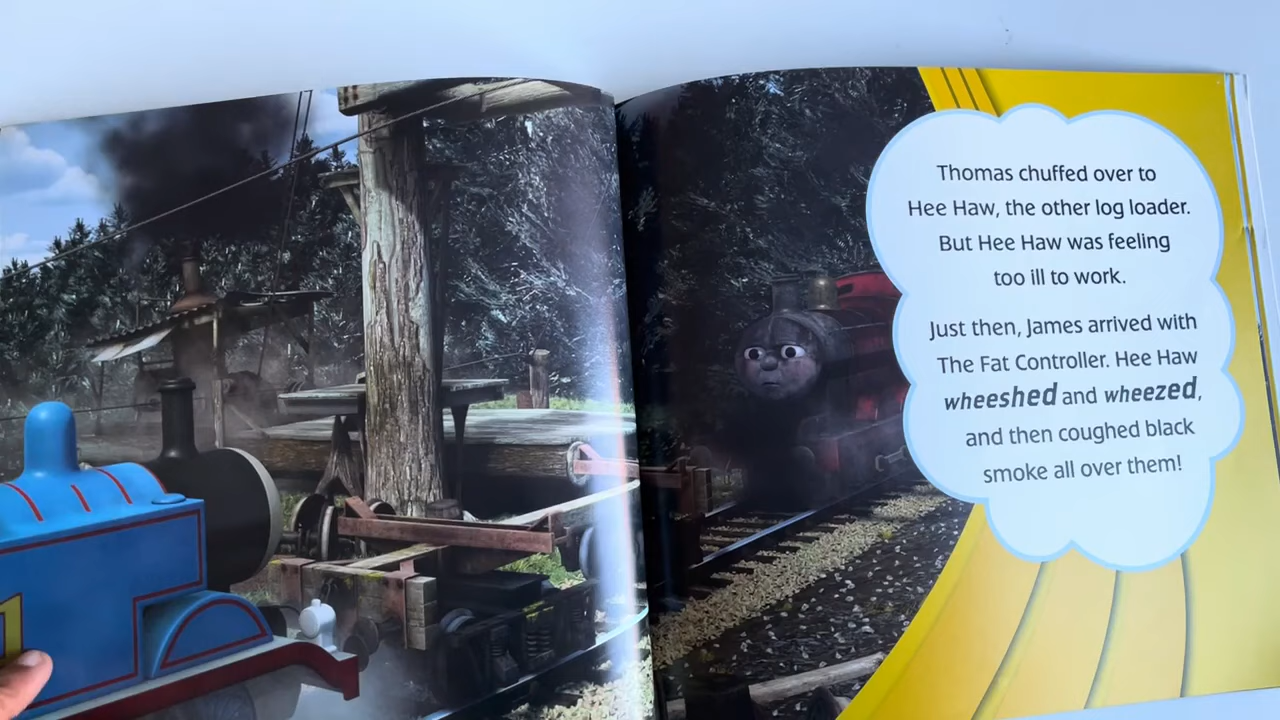 Thomas chuffed over to
Hee Haw, the other log loader.
But Hee Haw was feeling
too ill to work.
Just then, James arrived with
The Fat Controller. Hee Haw
wheeshed and wheezed,
and then coughed black
smoke all over them!
1